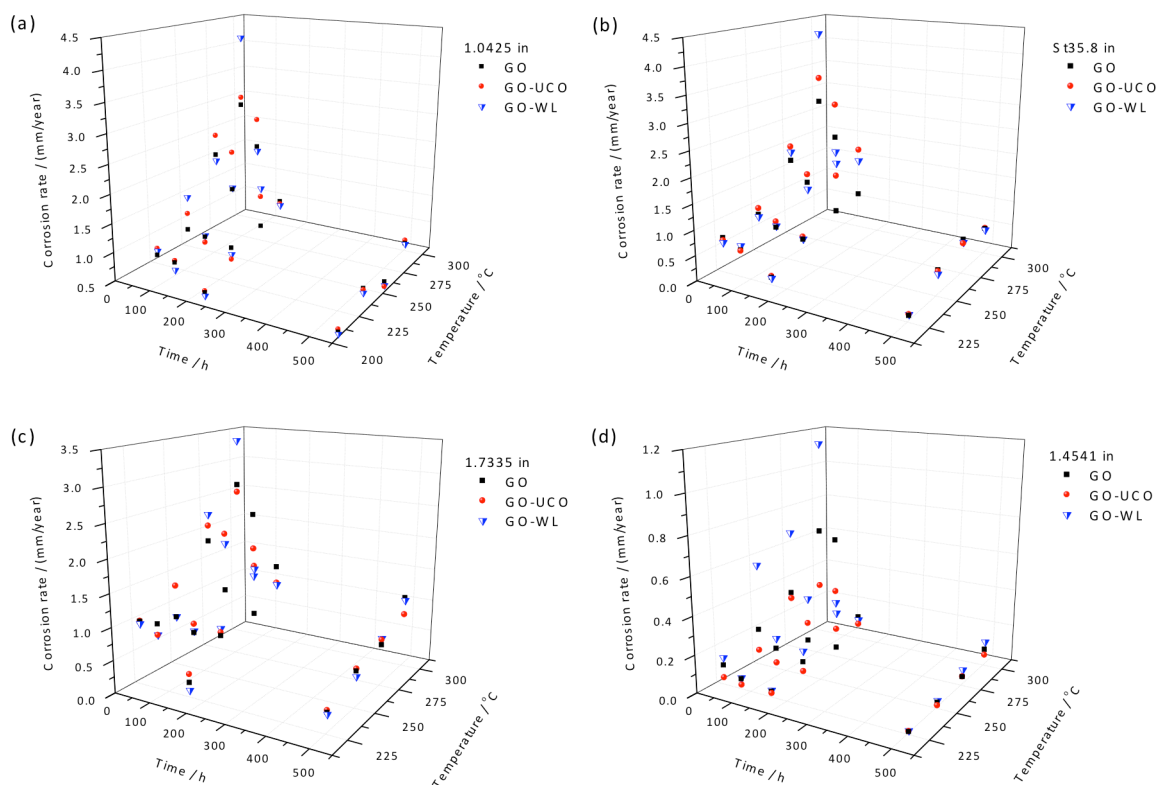 (a)
1.0425 in
GO
GO-UCO
GO-WL
4.5
4.0
3.5
3.0
2.5
2.0
1.5
1.0
0.5
Corrosion rate / (mm/year)
0
100
200
300
400
500
Time / h
200
225
250
275
300
Temperature / °C
(b)
St35.8 in
GO
GO-UCO
GO-WL
4.5
4.0
3.5
3.0
2.5
2.0
1.5
1.0
0.5
0.0
Corrosion rate / (mm/year)
0
100
200
300
400
500
Time / h
225
250
275
300
Temperature / °C
(c)
1.7335 in
GO
GO-UCO
GO-WL
3.5
3.0
2.5
2.0
1.5
1.0
0.5
0.0
Corrosion rate / (mm/year)
0
100
200
300
400
500
Time / h
225
250
275
300
Temperature / °C
(d)
1.4541 in
GO
GO-UCO
GO-WL
1.2
1.0
0.8
0.6
0.4
0.2
0.0
Corrosion rate / (mm/year)
0
100
200
300
400
500
Time / h
225
250
275
300
Temperature / °C